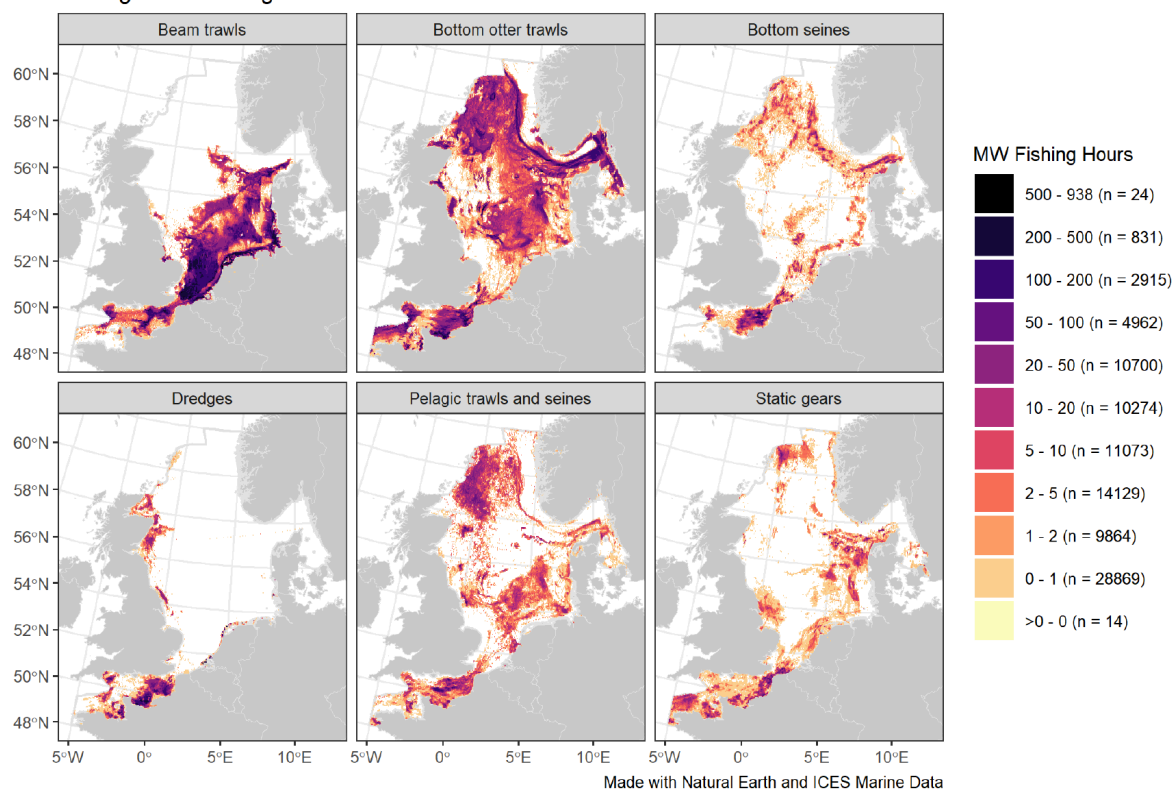 Beam trawls
Bottom otter trawls
Bottom seines
60°N
58°N
56°N
54°N
52°N
50°N
48°N
Dredges
Pelagic trawls and seines
Static gears
60°N
58°N
56°N
54°N
52°N
50°N
48°N
5°W
0°
5°E
10°E
5°W
0°
5°E
10°E
5°W
0°
5°E
10°E
MW Fishing Hours
500 - 938 (n = 24)
200 - 500 (n = 831)
100 - 200 (n = 2915)
50 - 100 (n = 4962)
20 - 50 (n = 10700)
10 - 20 (n = 10274)
5 - 10 (n = 11073)
2 - 5 (n = 14129)
1 - 2 (n = 9864)
0 - 1 (n = 28869)
>0 - 0 (n = 14)
Made with Natural Earth and ICES Marine Data